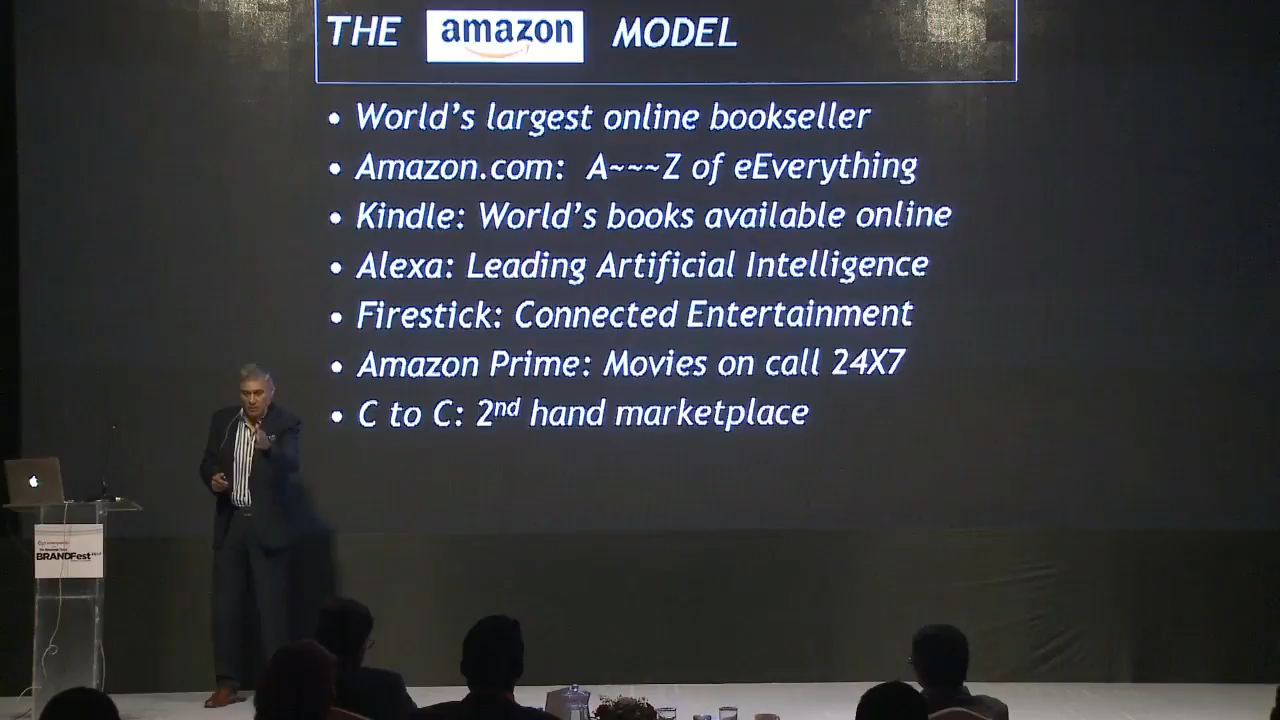 THE amazon MODEL
• World's largest online bookseller
• Amazon.com: A~~~Z of eEverything
• Kindle: World's books available online
• Alexa: Leading Artificial Intelligence
• Firestick: Connected Entertainment
• Amazon Prime: Movies on call 24X7
• C to C: 2nd hand marketplace
BRANDFest